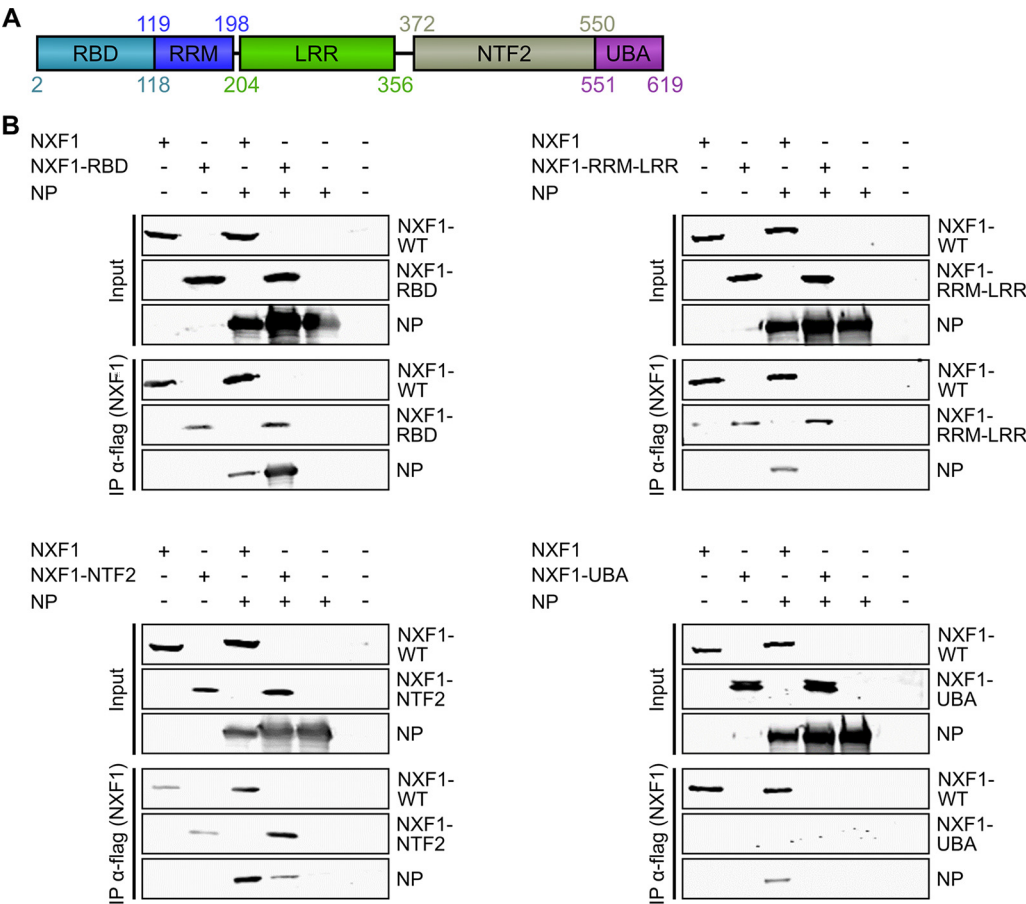 A
119 198 372 550
RBD RRM LRR NTF2 UBA
2 118 204 356 551 619
B
NXF1 + - + - - -
NXF1-RBD - + - + - -
NP - - + + + -
Input
NXF1-
WT
NXF1-
RBD
NP
IP α-flag (NXF1)
NXF1-
WT
NXF1-
RBD
NP
NXF1 + - + - - -
NXF1-RRM-LRR - + - + - -
NP - - + + + -
Input
NXF1-
WT
NXF1-
RRM-LRR
NP
IP α-flag (NXF1)
NXF1-
WT
NXF1-
RRM-LRR
NP
NXF1 + - + - - -
NXF1-NTF2 - + - + - -
NP - - + + + -
Input
NXF1-
WT
NXF1-
NTF2
NP
IP α-flag (NXF1)
NXF1-
WT
NXF1-
NTF2
NP
NXF1 + - + - - -
NXF1-UBA - + - + - -
NP - - + + + -
Input
NXF1-
WT
NXF1-
UBA
NP
IP α-flag (NXF1)
NXF1-
WT
NXF1-
UBA
NP